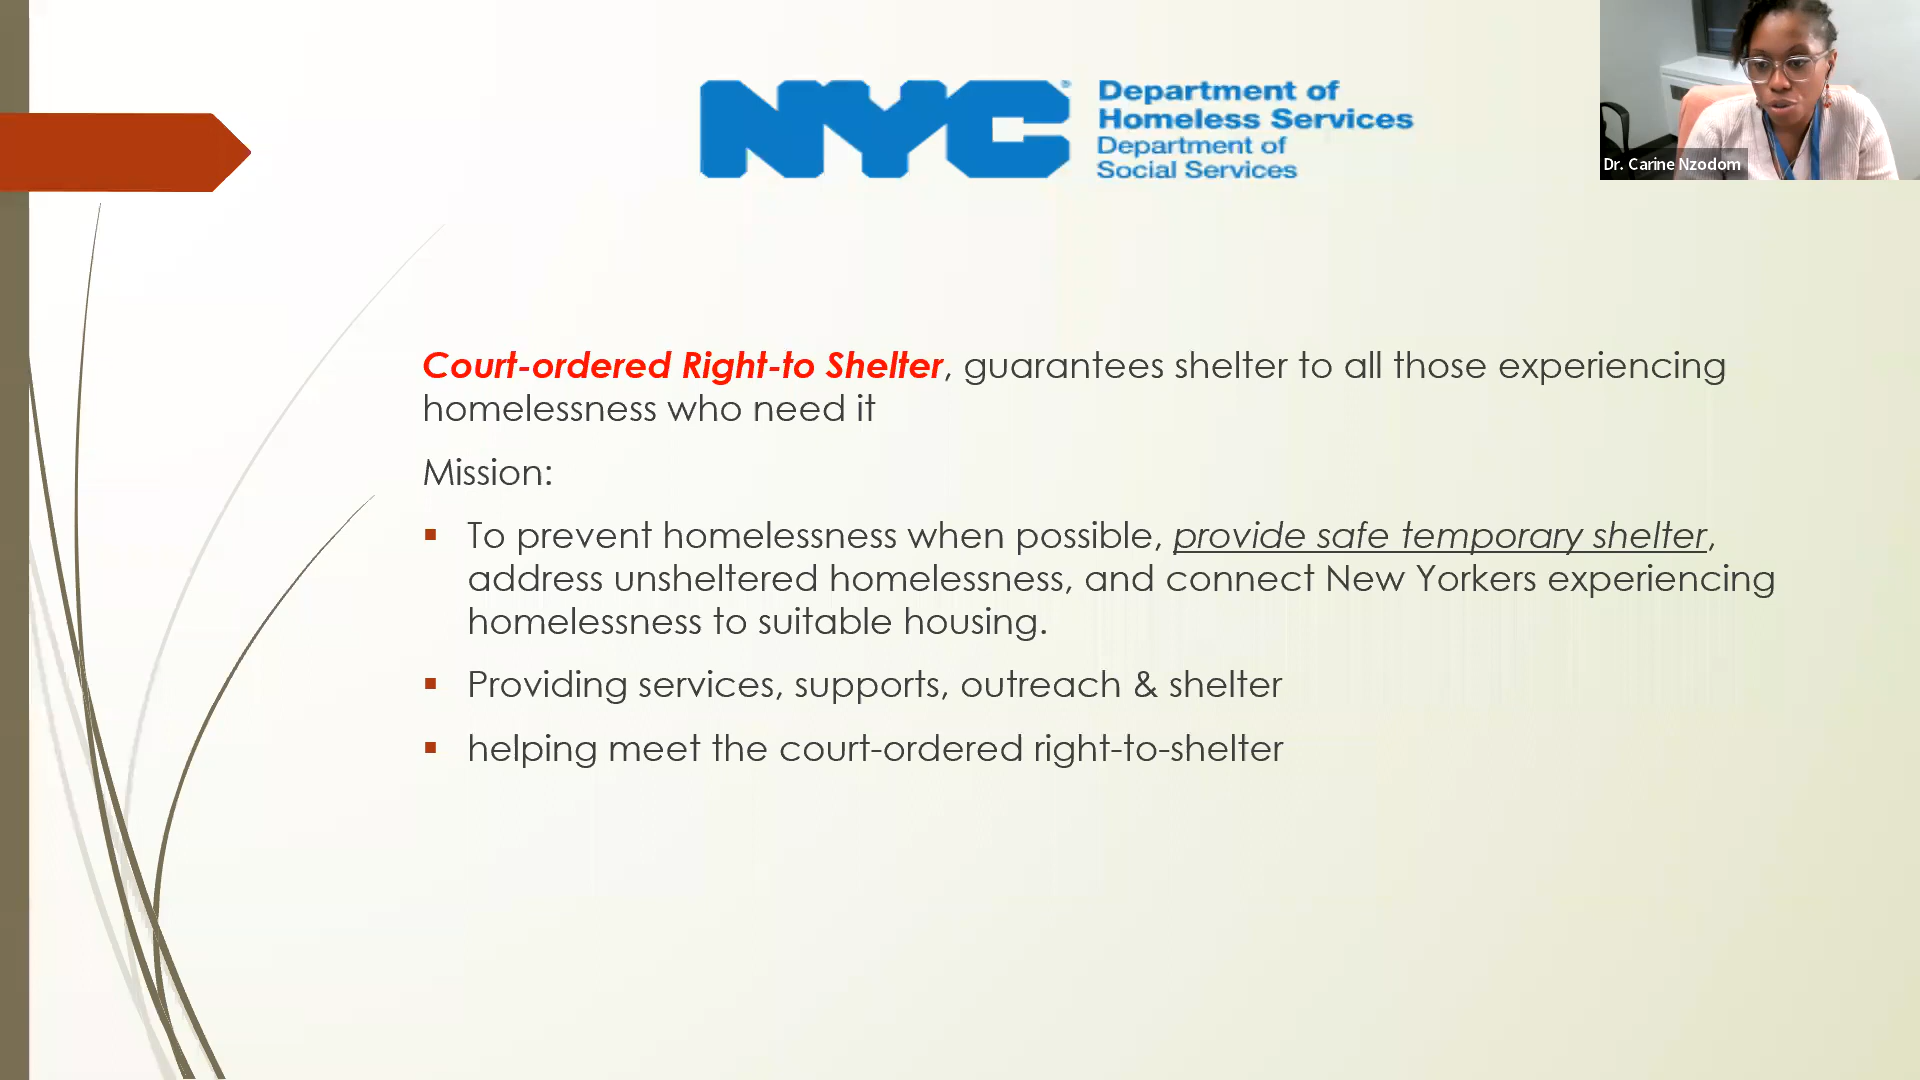 NYC
Department of
Homeless Services
Department of
Social Services
Dr. Carine Nzodom
Court-ordered Right-to Shelter, guarantees shelter to all those experiencing
homelessness who need it
Mission:
▪ To prevent homelessness when possible, provide safe temporary shelter,
address unsheltered homelessness, and connect New Yorkers experiencing
homelessness to suitable housing.
▪ Providing services, supports, outreach & shelter
▪ helping meet the court-ordered right-to-shelter